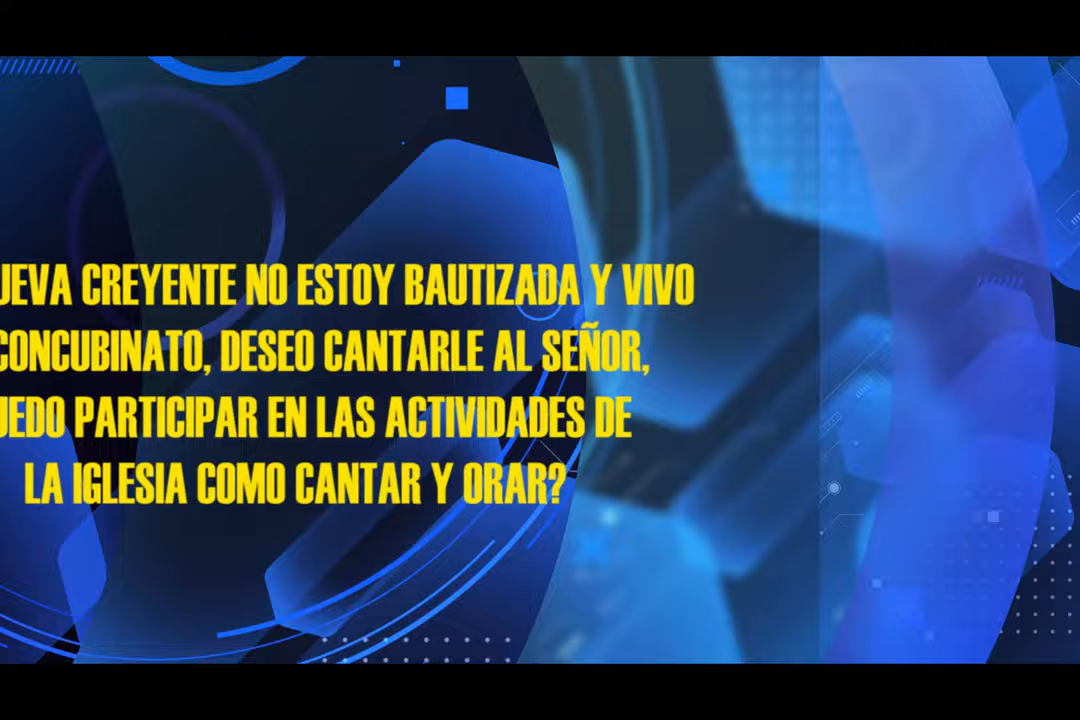 CREYENTE NO ESTOY BAUTIZADA Y VIVO
CONCUBINATO, DESEO CANTARLE AL SEÑOR,
PARTICIPAR EN LAS ACTIVIDADES DE
LA IGLESIA COMO CANTAR Y ORAR?